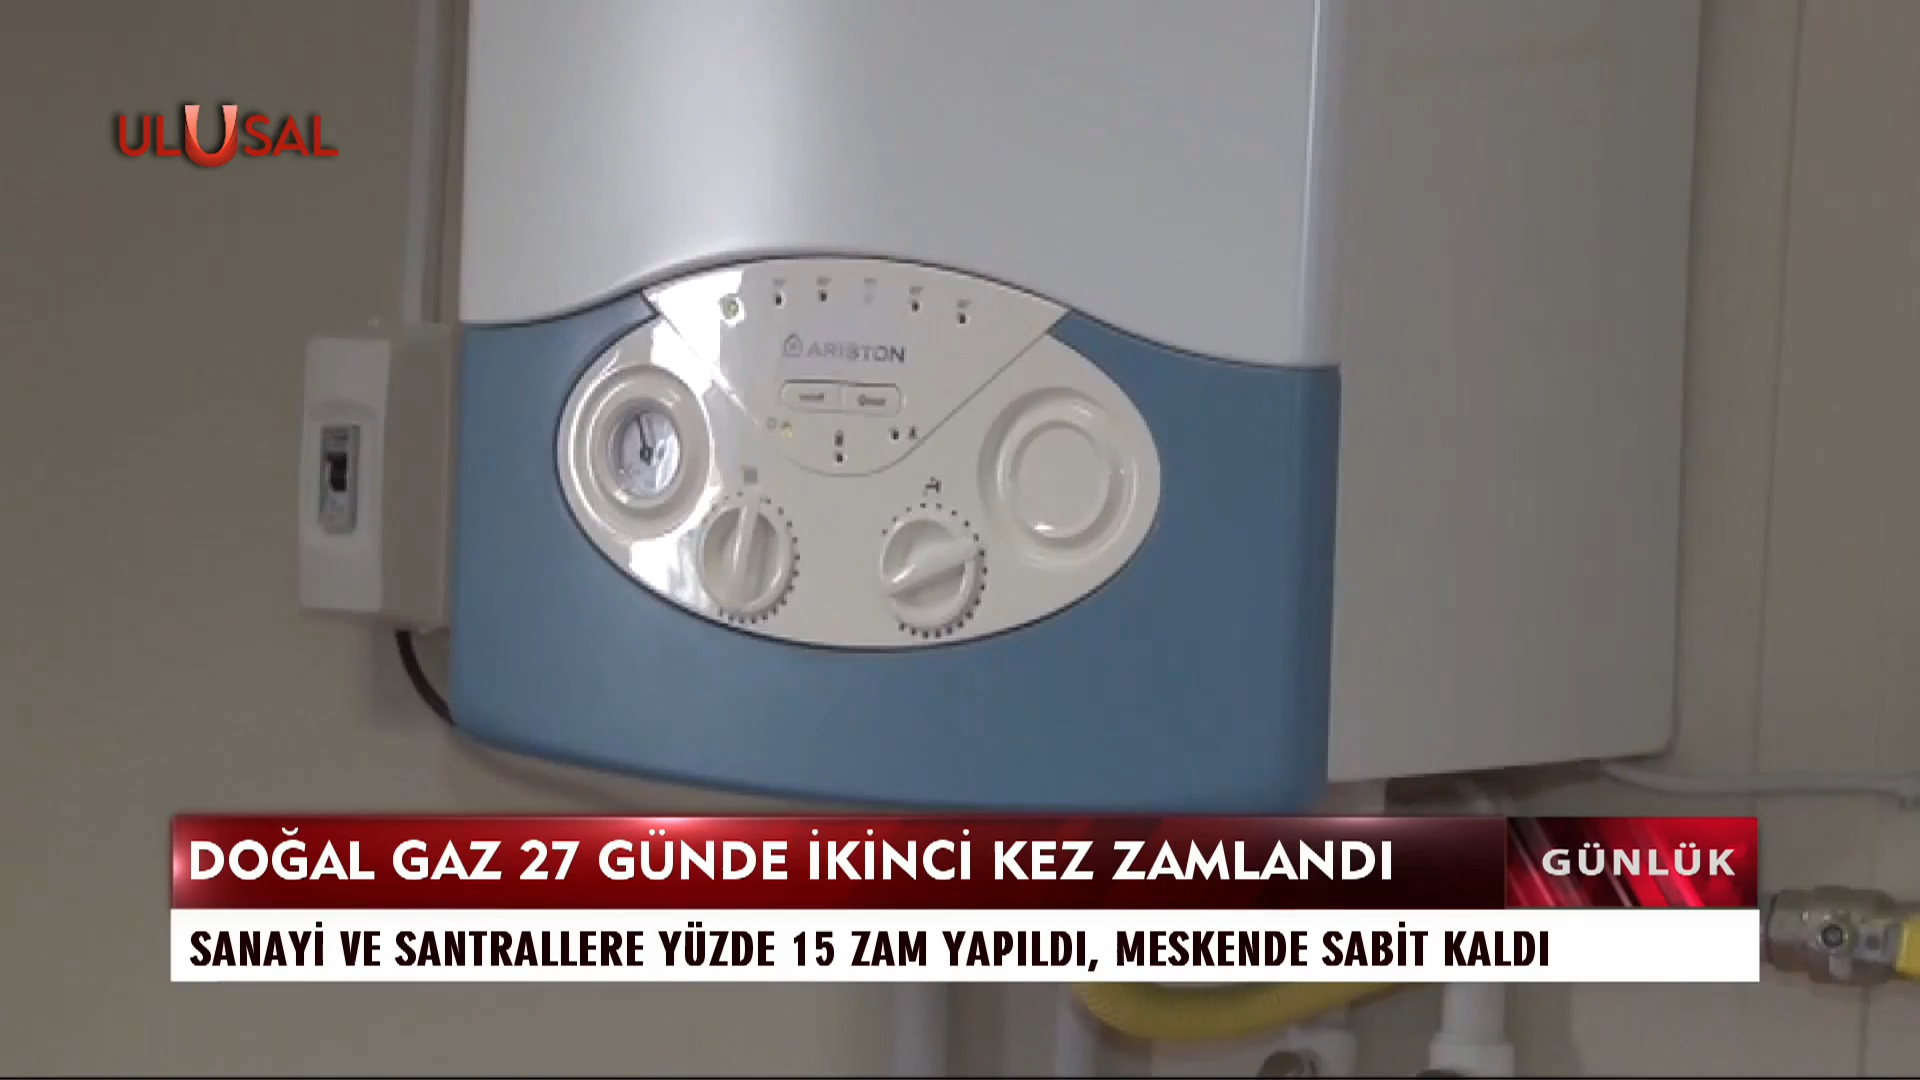 ULUSAL
ARISTON
DOĞAL GAZ 27 GÜNDE İKİNCİ KEZ ZAMLANDI
GÜNLÜK
SANAYİ VE SANTRALLERE YÜZDE 15 ZAM YAPILDI, MESKENDE SABİT KALDI